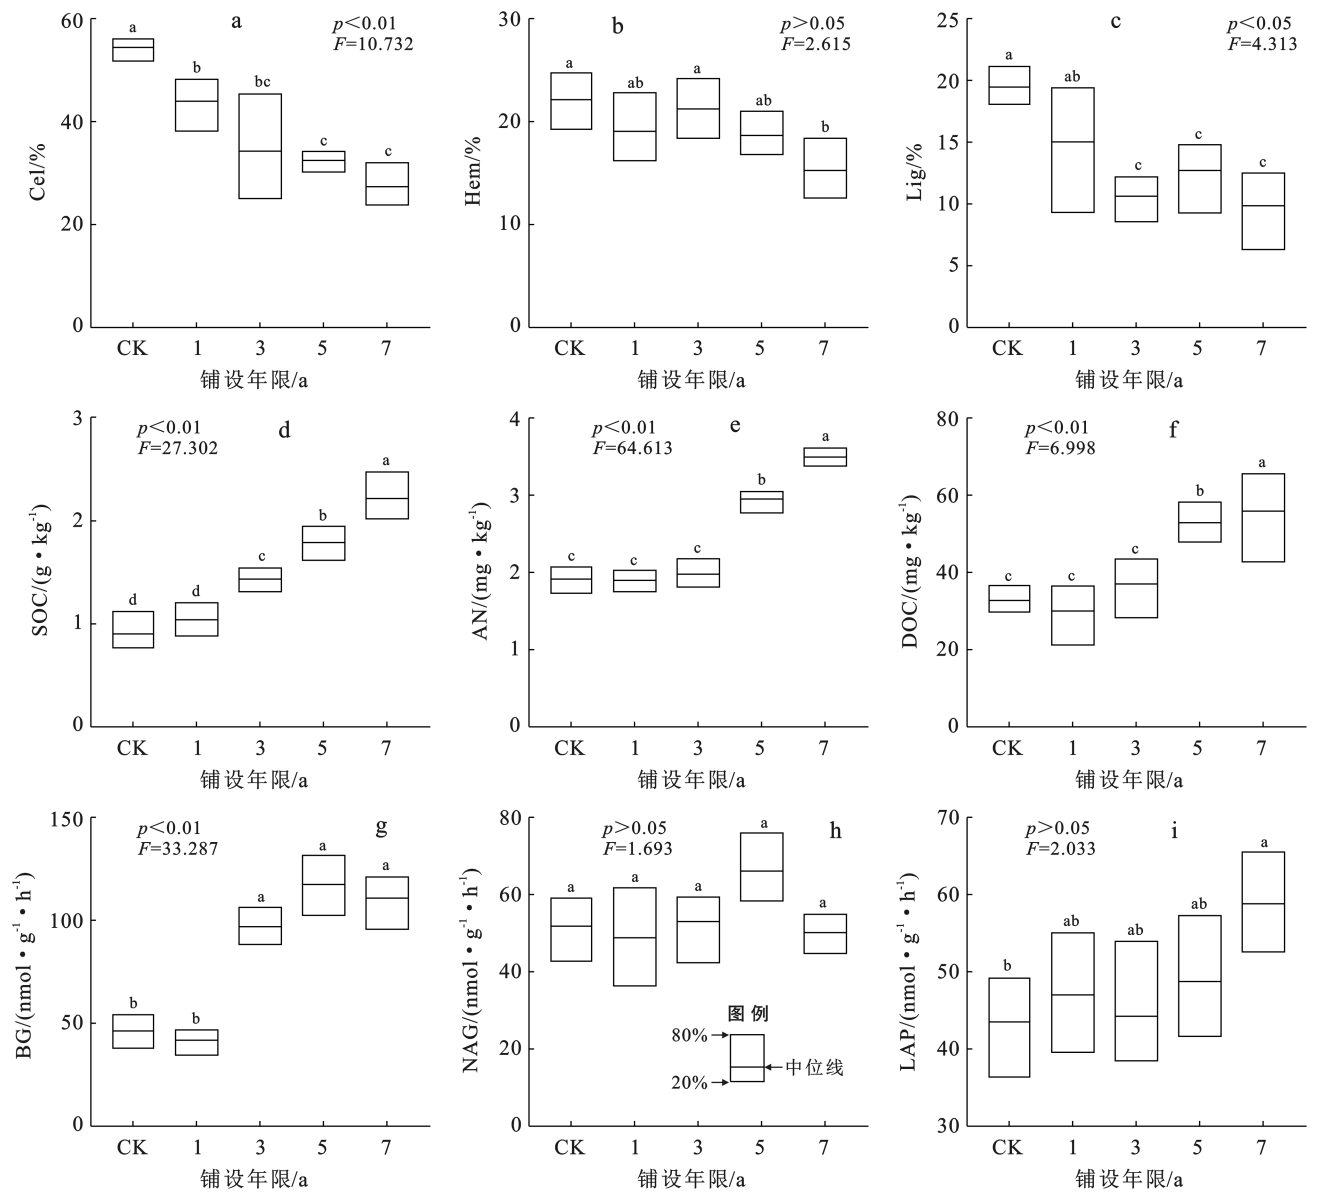 a
p＜0.01
F=10.732
Cel/%
60
40
20
0
a
b
bc
c
c
CK 1 3 5 7
铺设年限/a
b
p＞0.05
F=2.615
Hem/%
30
20
10
0
a
ab
a
ab
b
CK 1 3 5 7
铺设年限/a
c
p＜0.05
F=4.313
Lig/%
25
20
15
10
5
0
a
ab
c
c
c
CK 1 3 5 7
铺设年限/a
p＜0.01
F=27.302
d
SOC/(g·kg⁻¹)
3
2
1
0
d
d
c
b
a
CK 1 3 5 7
铺设年限/a
p＜0.01
F=64.613
e
AN/(mg·kg⁻¹)
4
3
2
1
0
c
c
c
b
a
CK 1 3 5 7
铺设年限/a
p＜0.01
F=6.998
f
DOC/(mg·kg⁻¹)
80
60
40
20
0
c
c
c
b
a
CK 1 3 5 7
铺设年限/a
p＜0.01
F=33.287
g
BG/(nmol·g⁻¹·h⁻¹)
150
100
50
0
b
b
a
a
a
CK 1 3 5 7
铺设年限/a
p＞0.05
F=1.693
h
NAG/(nmol·g⁻¹·h⁻¹)
80
60
40
20
0
a
a
a
a
a
图例
80%
中位线
20%
CK 1 3 5 7
铺设年限/a
p＞0.05
F=2.033
i
LAP/(nmol·g⁻¹·h⁻¹)
70
60
50
40
30
b
ab
ab
ab
a
CK 1 3 5 7
铺设年限/a